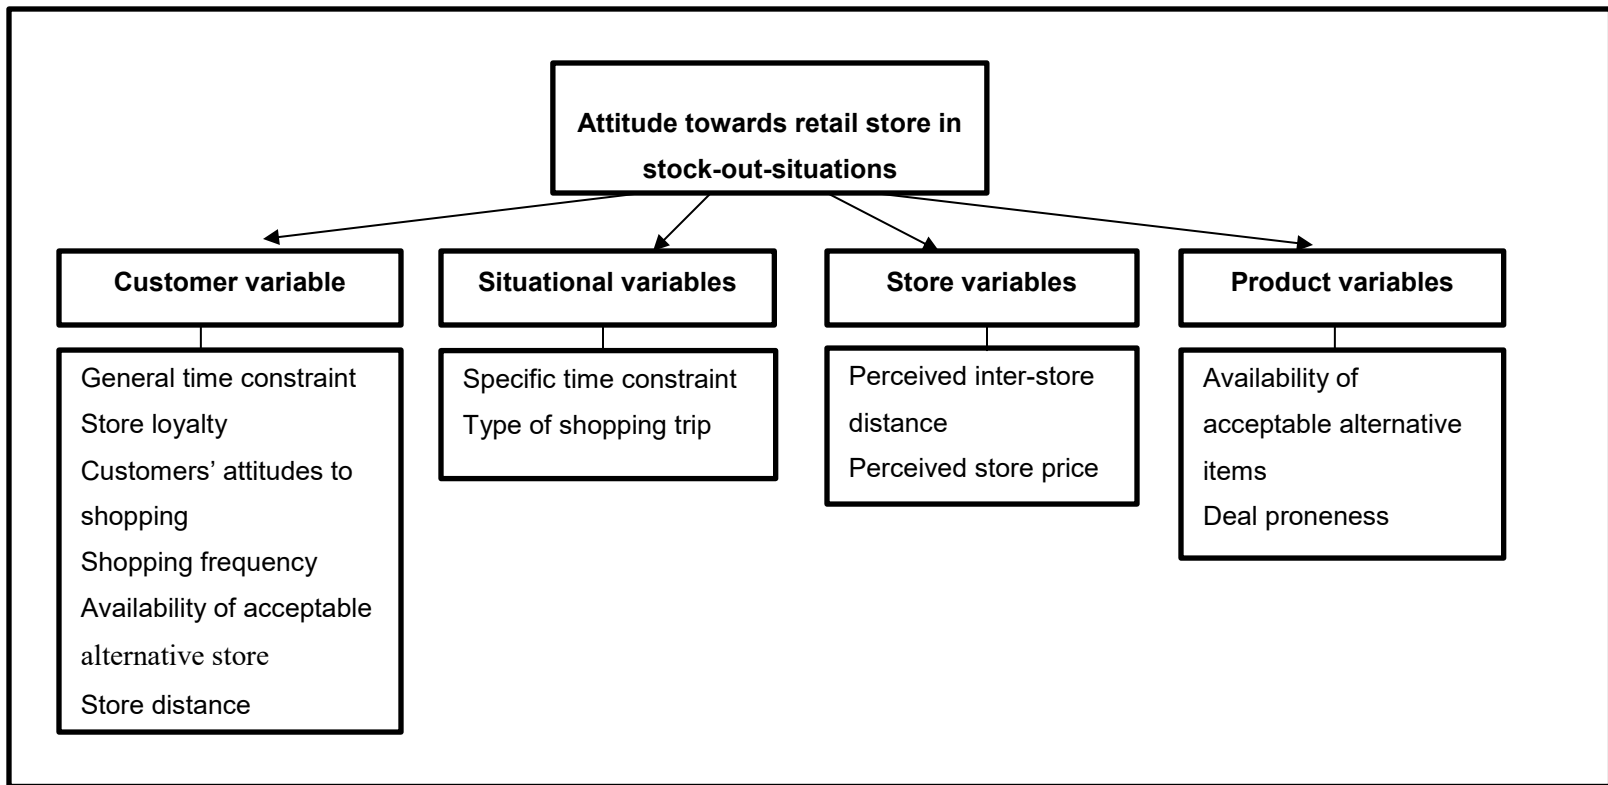 Attitude towards retail store in
stock-out-situations
Customer variable
General time constraint
Store loyalty
Customers’ attitudes to
shopping
Shopping frequency
Availability of acceptable
alternative store
Store distance
Situational variables
Specific time constraint
Type of shopping trip
Store variables
Perceived inter-store
distance
Perceived store price
Product variables
Availability of
acceptable alternative
items
Deal proneness